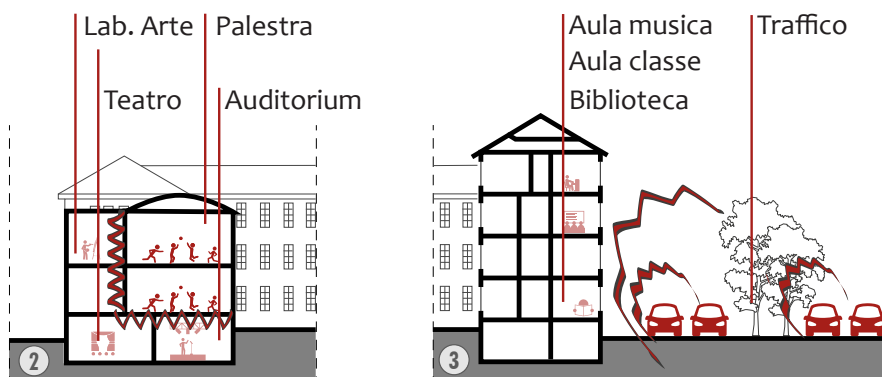 Lab. Arte
Palestra
Teatro
Auditorium
2
Aula musica
Aula classe
Biblioteca
Traffico
3